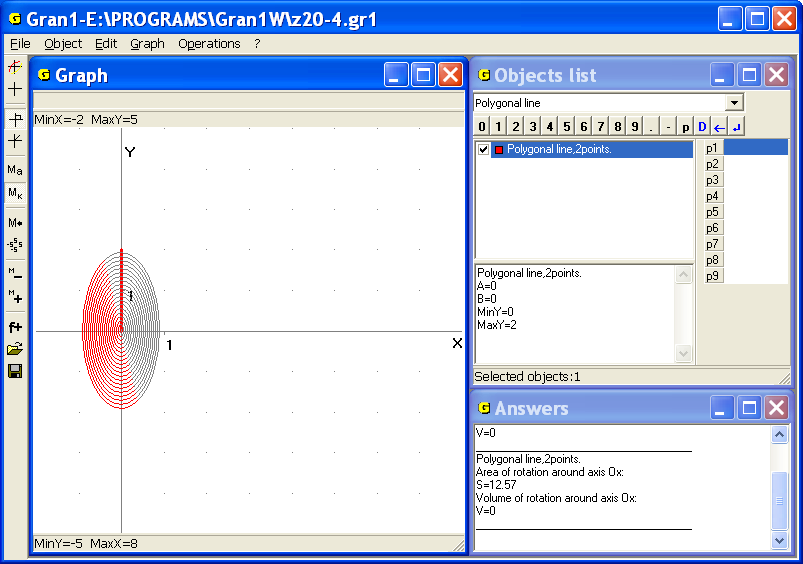 Gran1-E:\PROGRAMS\Gran1W\z20-4.gr1
File Object Edit Graph Operations ?
Graph
MinX=-2 MaxY=5
Y
1
1
X
MinY=-5 MaxX=8
Mа
Mк
M
sss
M
M
f+
Objects list
Polygonal line
0 1 2 3 4 5 6 7 8 9 . - p D ← ↲
Polygonal line,2points.
p1
p2
p3
p4
p5
p6
p7
p8
p9
Polygonal line,2points.
A=0
B=0
MinY=0
MaxY=2
Selected objects:1
Answers
V=0
Polygonal line,2points.
Area of rotation around axis Ox:
S=12.57
Volume of rotation around axis Ox:
V=0